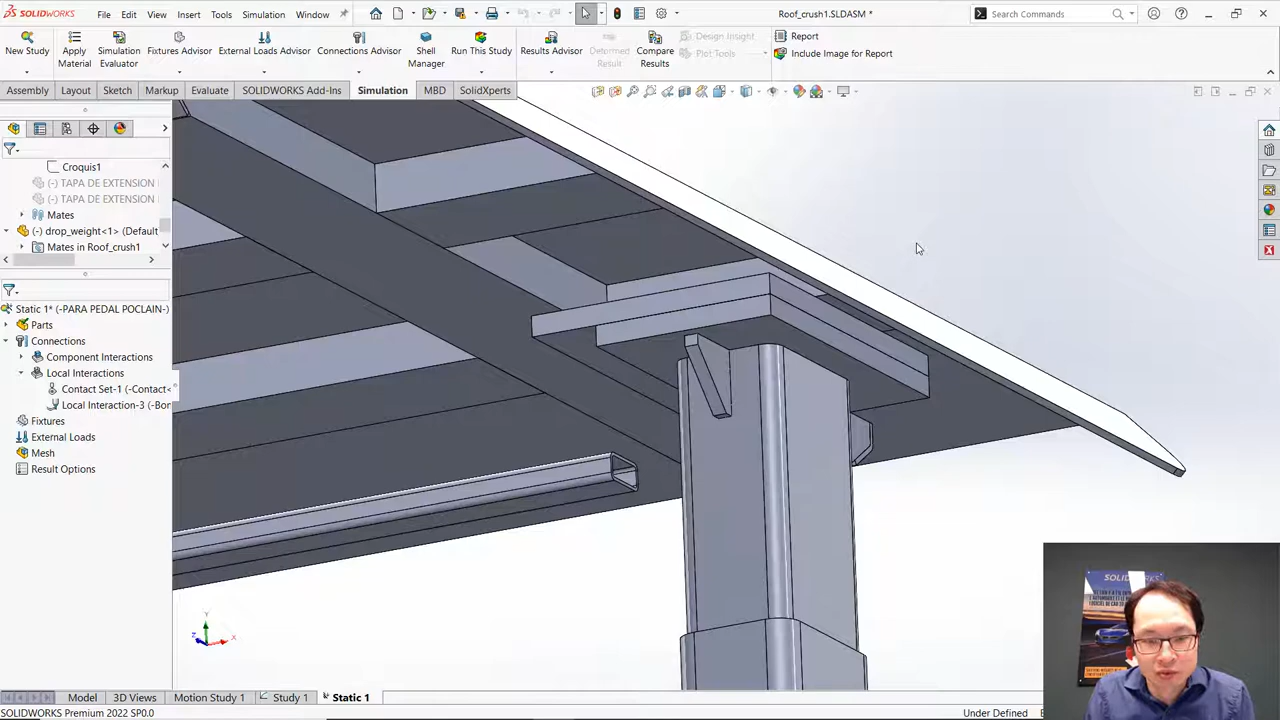 SOLIDWORKS File Edit View Insert Tools Simulation Window Roof_crush1.SLDASM * Search Commands
New Study Apply Material Simulation Evaluator Fixtures Advisor External Loads Advisor Connections Advisor Shell Manager Run This Study Results Advisor Deformed Result Compare Results Design Insight Report
Plot Tools Include Image for Report
Assembly Layout Sketch Markup Evaluate SOLIDWORKS Add-Ins Simulation MBD SolidXperts
Croquis1
(-) TAPA DE EXTENSION
(-) TAPA DE EXTENSION
Mates
(-) drop_weight<1> (Default
Mates in Roof_crush1
Static 1* (-PARA PEDAL POCLAIN-)
Parts
Connections
Component Interactions
Local Interactions
Contact Set-1 (-Contact<
Local Interaction-3 (-Bon
Fixtures
External Loads
Mesh
Result Options
Y
Z X
SOLIDWORKS
Model 3D Views Motion Study 1 Study 1 Static 1
SOLIDWORKS Premium 2022 SP0.0 Under Defined